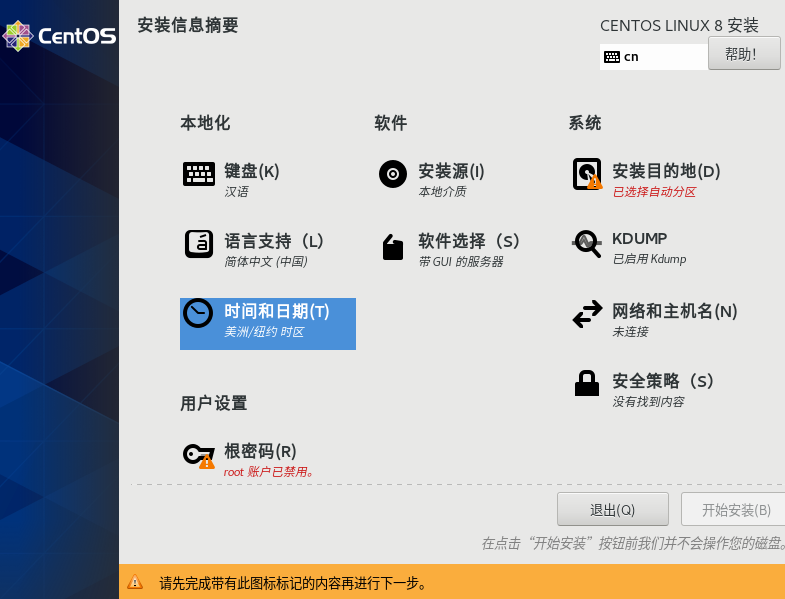 CentOS
安装信息摘要
CENTOS LINUX 8 安装
cn
帮助!
本地化
键盘(K)
汉语
语言支持（L）
简体中文 (中国)
时间和日期(T)
美洲/纽约 时区
用户设置
根密码(R)
root 账户已禁用。
软件
安装源(I)
本地介质
软件选择（S）
带 GUI 的服务器
系统
安装目的地(D)
已选择自动分区
KDUMP
已启用 Kdump
网络和主机名(N)
未连接
安全策略（S）
没有找到内容
退出(Q)
开始安装(B)
在点击“开始安装”按钮前我们并不会操作您的磁盘。
请先完成带有此图标标记的内容再进行下一步。